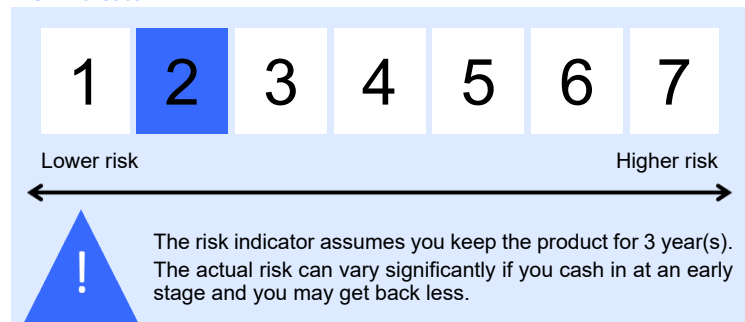 1 2 3 4 5 6 7
Lower risk Higher risk
!
The risk indicator assumes you keep the product for 3 year(s).
The actual risk can vary significantly if you cash in at an early
stage and you may get back less.